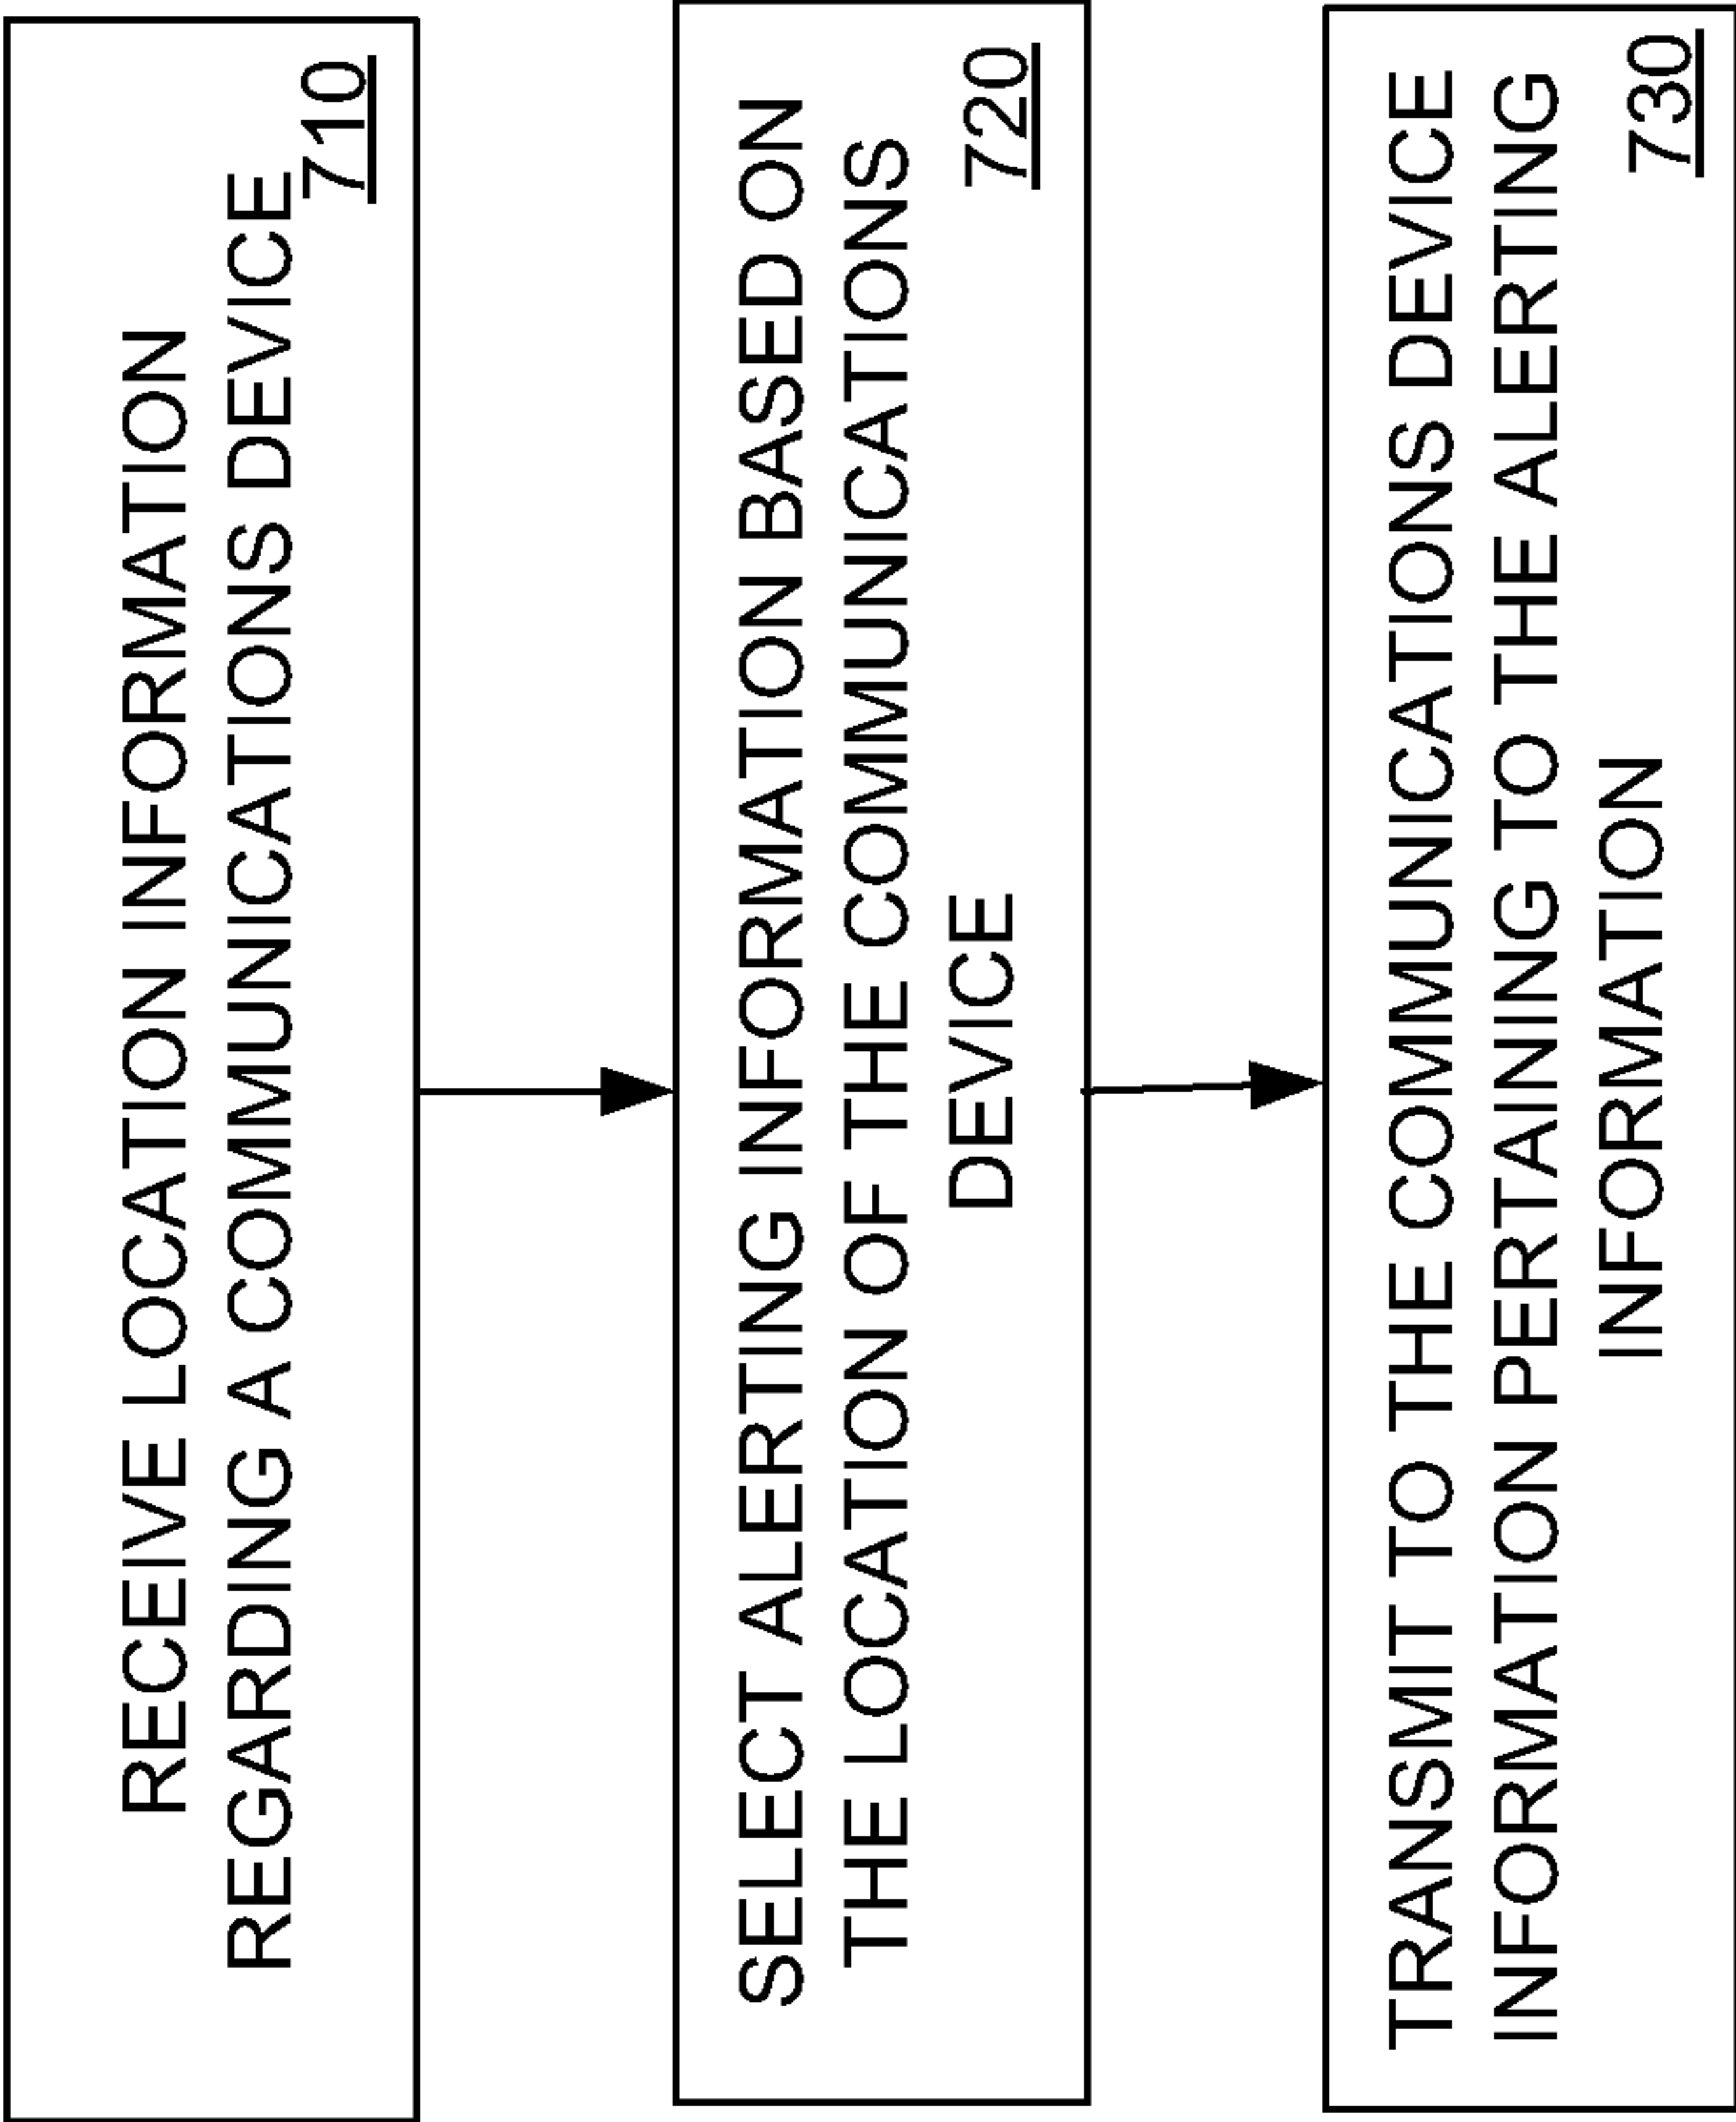 RECEIVE LOCATION INFORMATION
REGARDING A COMMUNICATIONS DEVICE
710
SELECT ALERTING INFORMATION BASED ON
THE LOCATION OF THE COMMUNICATIONS
DEVICE
720
TRANSMIT TO THE COMMUNICATIONS DEVICE
INFORMATION PERTAINING TO THE ALERTING
INFORMATION
730